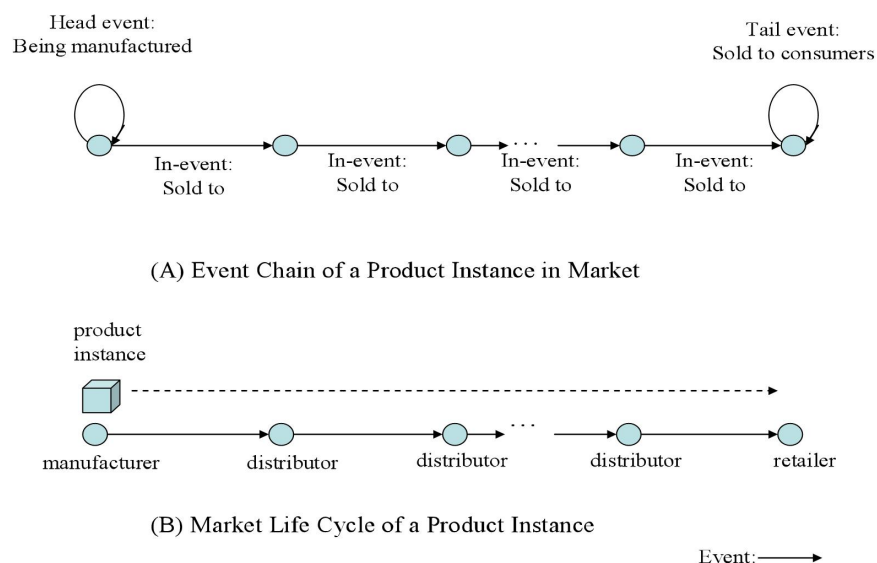 Head event:
Being manufactured
Tail event:
Sold to consumers
In-event:
Sold to
In-event:
Sold to
. . .
In-event:
Sold to
In-event:
Sold to
(A) Event Chain of a Product Instance in Market
product
instance
. . .
manufacturer
distributor
distributor
distributor
retailer
(B) Market Life Cycle of a Product Instance
Event: